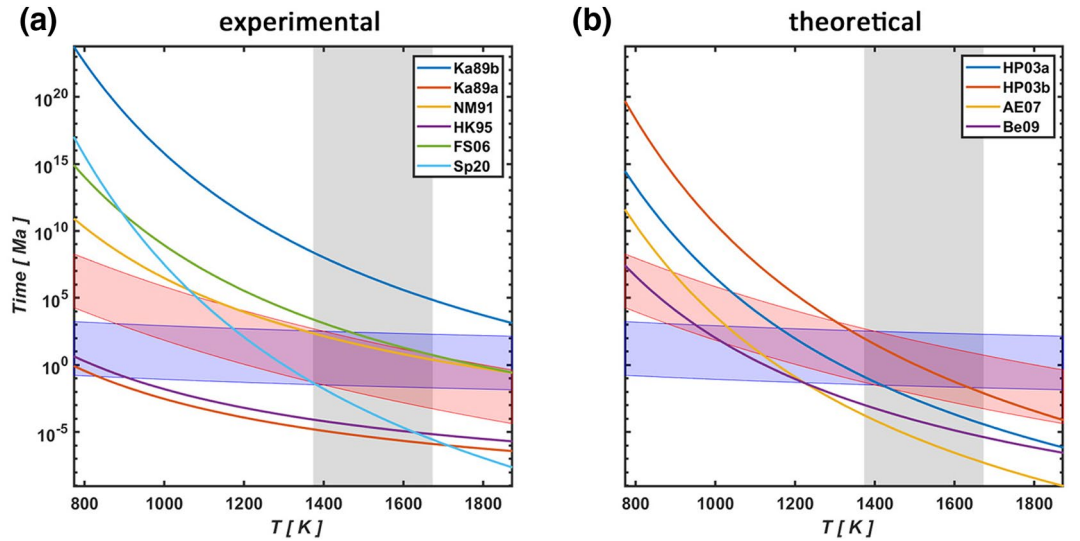 (a) experimental
Ka89b
Ka89a
NM91
HK95
FS06
Sp20
10^20
10^15
10^10
10^5
10^0
10^-5
Time [ Ma ]
800 1000 1200 1400 1600 1800
T [ K ]
(b) theoretical
HP03a
HP03b
AE07
Be09
800 1000 1200 1400 1600 1800
T [ K ]